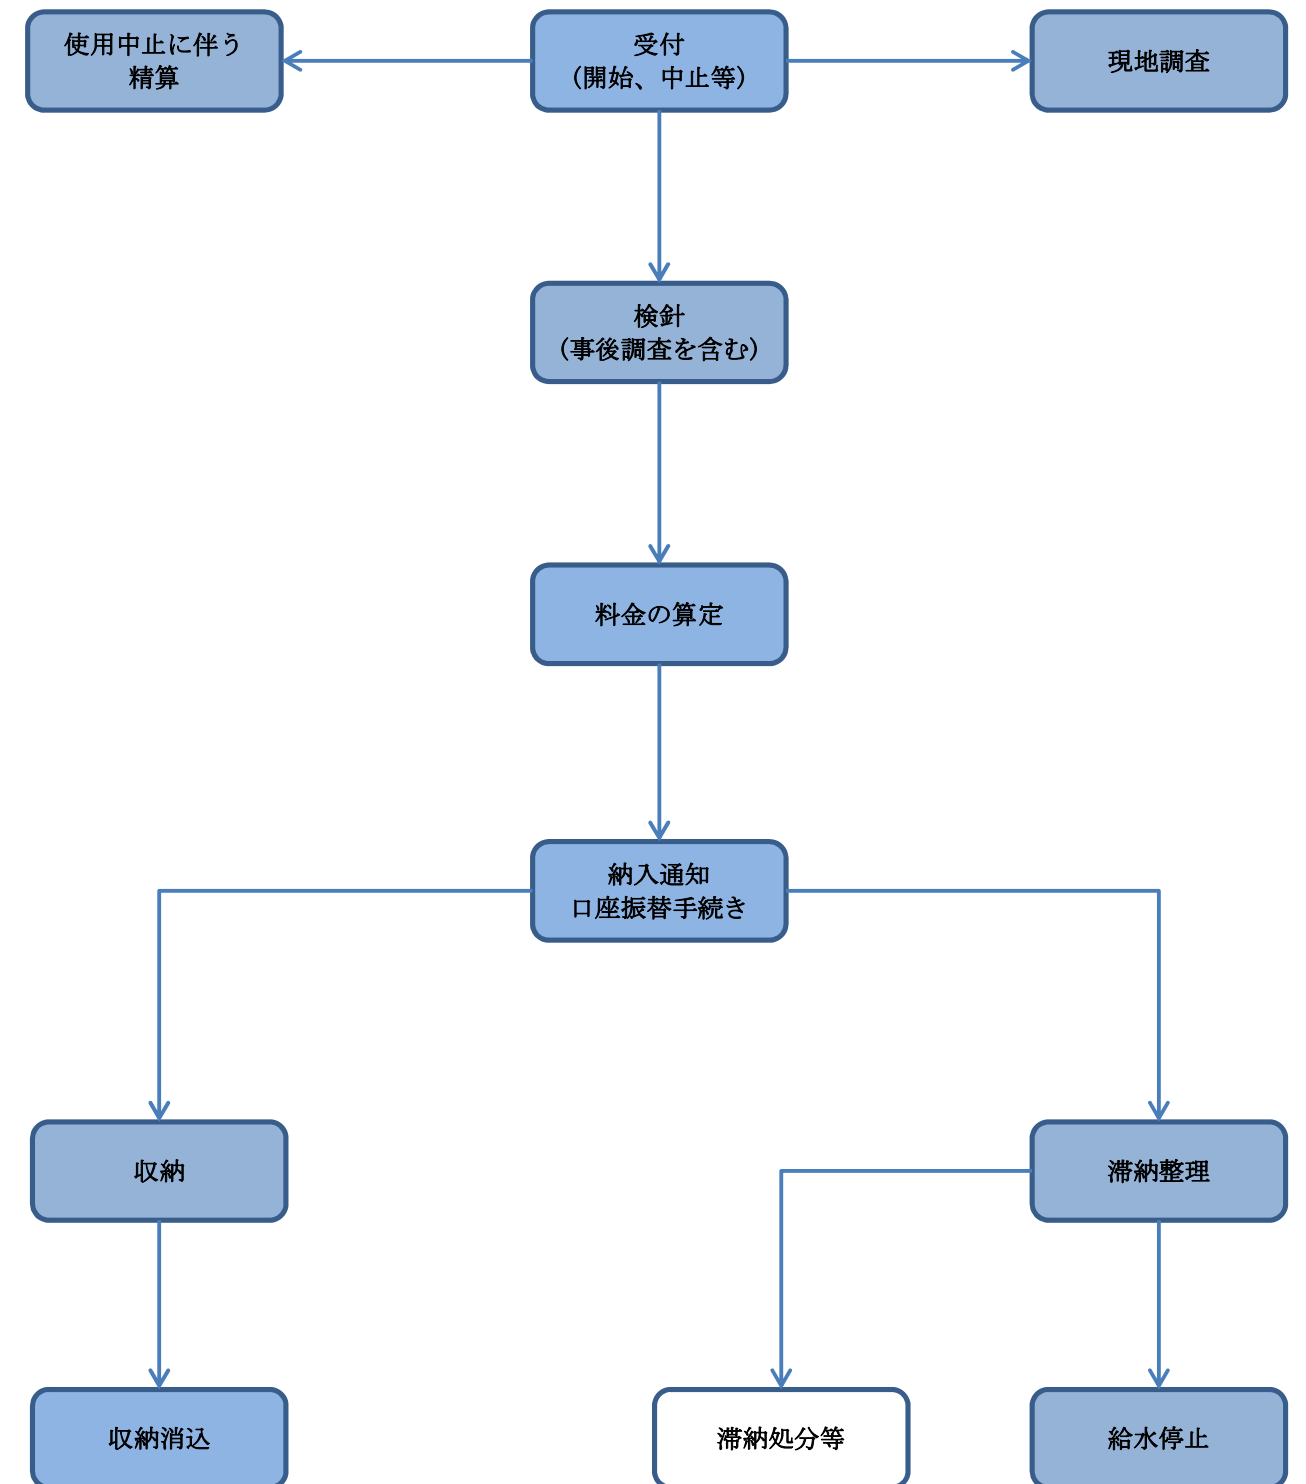 使用中止に伴う
精算
受付
（開始、中止等）
現地調査
検針
（事後調査を含む）
料金の算定
納入通知
口座振替手続き
収納
滞納整理
収納消込
滞納処分等
給水停止